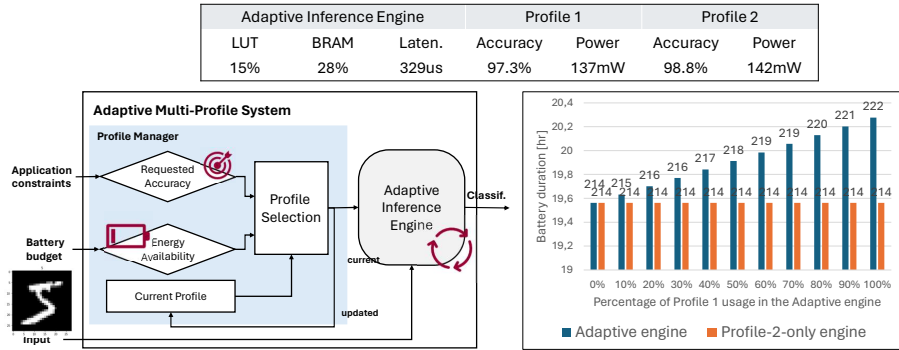 Adaptive Inference Engine Profile 1 Profile 2
LUT BRAM Laten. Accuracy Power Accuracy Power
15% 28% 329us 97.3% 137mW 98.8% 142mW
Adaptive Multi-Profile System
Profile Manager
Application
constraints
Requested
Accuracy
Profile
Selection
Adaptive
Inference
Engine
Classif.
Battery
budget
Energy
Availability
current
Current Profile
updated
Input
Battery duration [hr]
20,4
20,2
20
19,8
19,6
19,4
19,2
19
214 215 216 216 217 218 219 219 220 221 222
214 214 214 214 214 214 214 214 214 214 214
0% 10% 20% 30% 40% 50% 60% 70% 80% 90% 100%
Percentage of Profile 1 usage in the Adaptive engine
Adaptive engine Profile-2-only engine